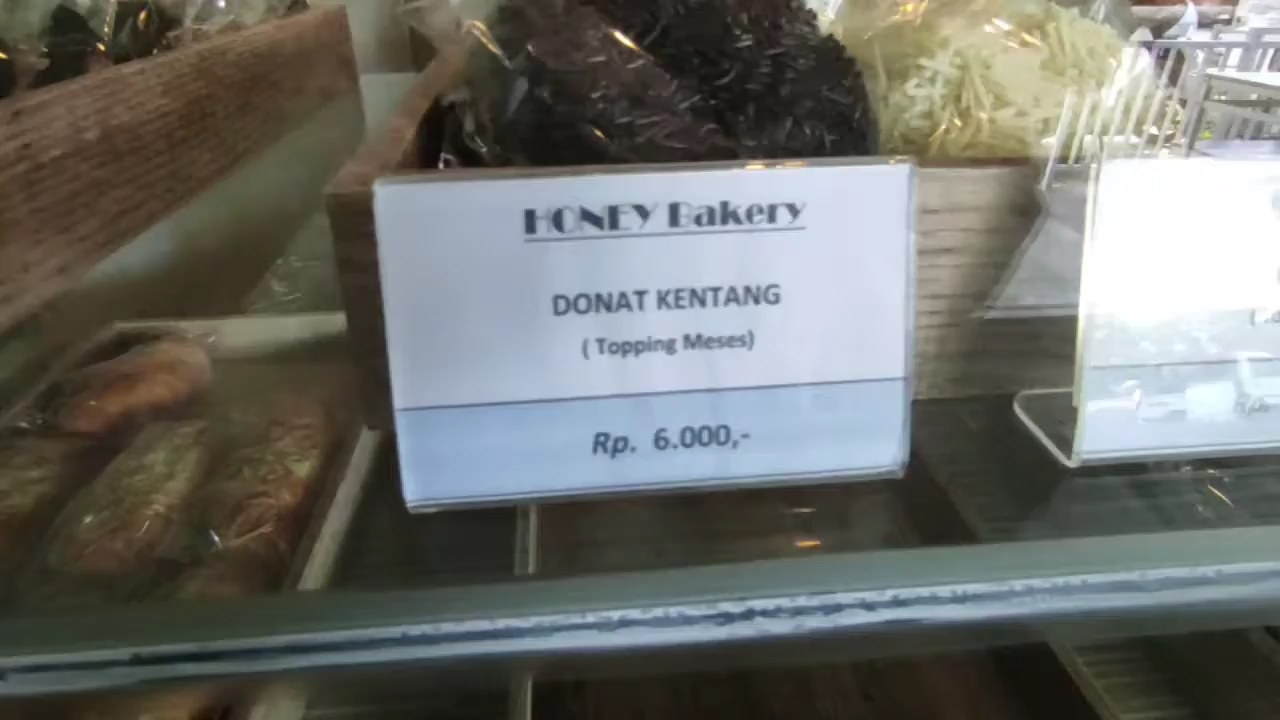 HONEY Bakery
DONAT KENTANG
( Topping Meses)
Rp. 6.000,-